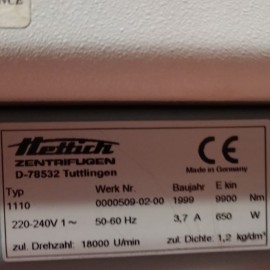 NCE
Hettich
ZENTRIFUGEN
D-78532 Tuttlingen
CE
Made in Germany
Typ Werk Nr. Baujahr E kin
1110 0000509-02-00 1999 9900 Nm
220-240V 1~ 50-60 Hz 3,7 A 650 W
zul. Drehzahl: 18000 U/min zul. Dichte: 1,2 kg/dm³